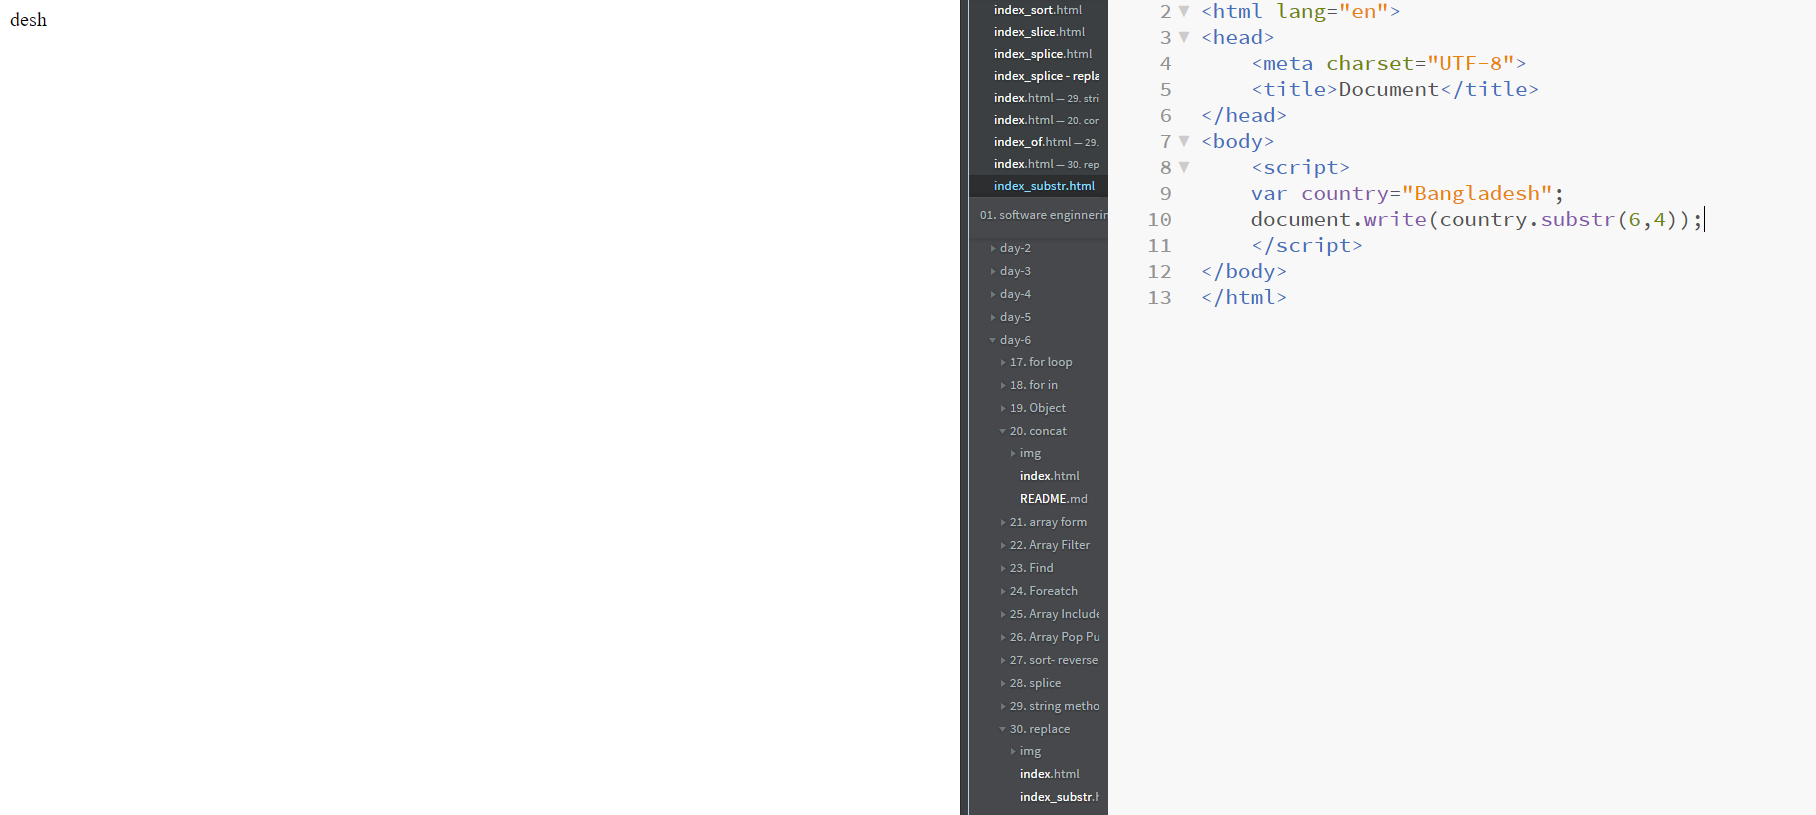 desh
index_sort.html
index_slice.html
index_splice.html
index_splice - repla
index.html — 29. stri
index.html — 20. cor
index_of.html — 29.
index.html — 30. rep
index_substr.html
01. software enginnerin
day-2
day-3
day-4
day-5
day-6
17. for loop
18. for in
19. Object
20. concat
img
index.html
README.md
21. array form
22. Array Filter
23. Find
24. Foreatch
25. Array Include
26. Array Pop Pu
27. sort- reverse
28. splice
29. string metho
30. replace
img
index.html
index_substr.h
2 <html lang="en">
3 <head>
4 <meta charset="UTF-8">
5 <title>Document</title>
6 </head>
7 <body>
8 <script>
9 var country="Bangladesh";
10 document.write(country.substr(6,4));
11 </script>
12 </body>
13 </html>